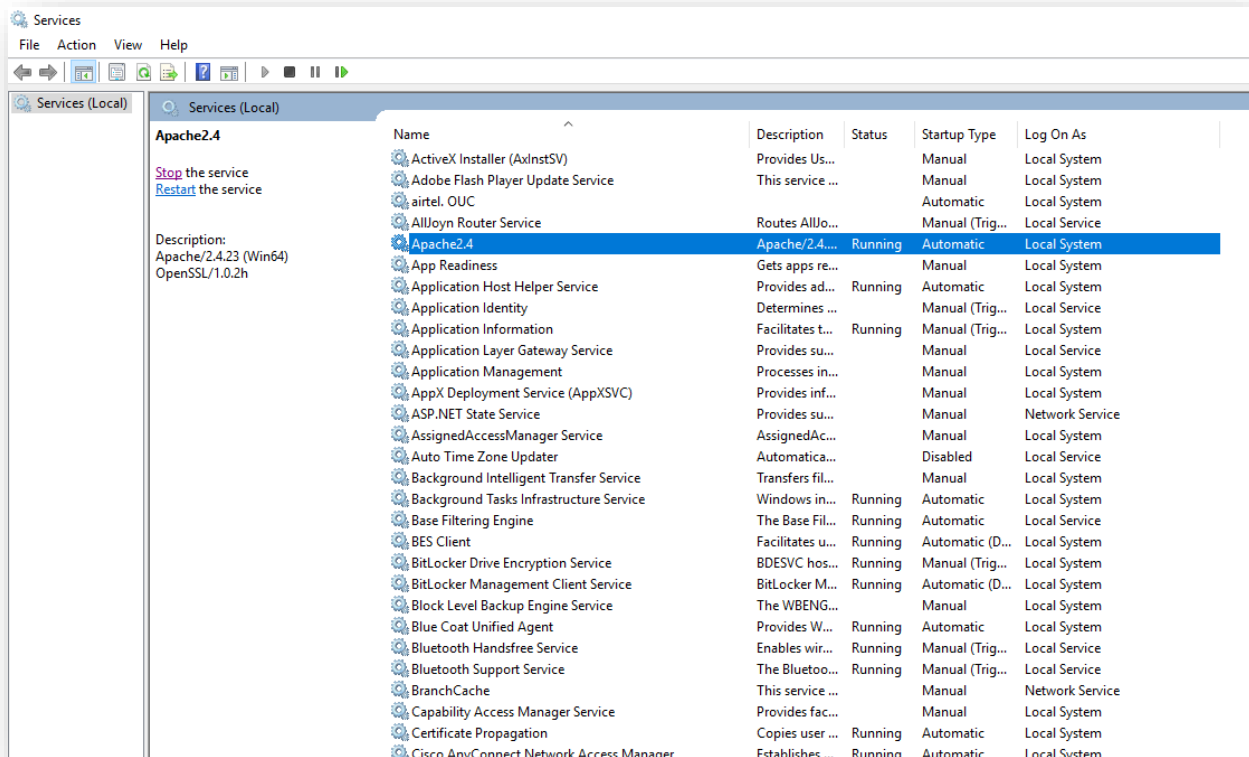 Services
File Action View Help
Services (Local)
Services (Local)
Apache2.4
Stop the service
Restart the service
Description:
Apache/2.4.23 (Win64)
OpenSSL/1.0.2h
Name Description Status Startup Type Log On As
ActiveX Installer (AxInstSV) Provides Us... Manual Local System
Adobe Flash Player Update Service This service ... Manual Local System
airtel. OUC Automatic Local System
AllJoyn Router Service Routes AllJo... Manual (Trig... Local Service
Apache2.4 Apache/2.4.... Running Automatic Local System
App Readiness Gets apps re... Manual Local System
Application Host Helper Service Provides ad... Running Automatic Local System
Application Identity Determines ... Manual (Trig... Local Service
Application Information Facilitates t... Running Manual (Trig... Local System
Application Layer Gateway Service Provides su... Manual Local Service
Application Management Processes in... Manual Local System
AppX Deployment Service (AppXSVC) Provides inf... Manual Local System
ASP.NET State Service Provides su... Manual Network Service
AssignedAccessManager Service AssignedAc... Manual Local System
Auto Time Zone Updater Automatica... Disabled Local Service
Background Intelligent Transfer Service Transfers fil... Manual Local System
Background Tasks Infrastructure Service Windows in... Running Automatic Local System
Base Filtering Engine The Base Fil... Running Automatic Local Service
BES Client Facilitates u... Running Automatic (D... Local System
BitLocker Drive Encryption Service BDESVC hos... Running Manual (Trig... Local System
BitLocker Management Client Service BitLocker M... Running Automatic (D... Local System
Block Level Backup Engine Service The WBENG... Manual Local System
Blue Coat Unified Agent Provides W... Running Automatic Local System
Bluetooth Handsfree Service Enables wir... Running Manual (Trig... Local Service
Bluetooth Support Service The Bluetoo... Running Manual (Trig... Local Service
BranchCache This service ... Manual Network Service
Capability Access Manager Service Provides fac... Manual Local System
Certificate Propagation Copies user ... Running Automatic Local System
Cisco AnyConnect Network Access Manager Establishes ... Running Automatic Local System